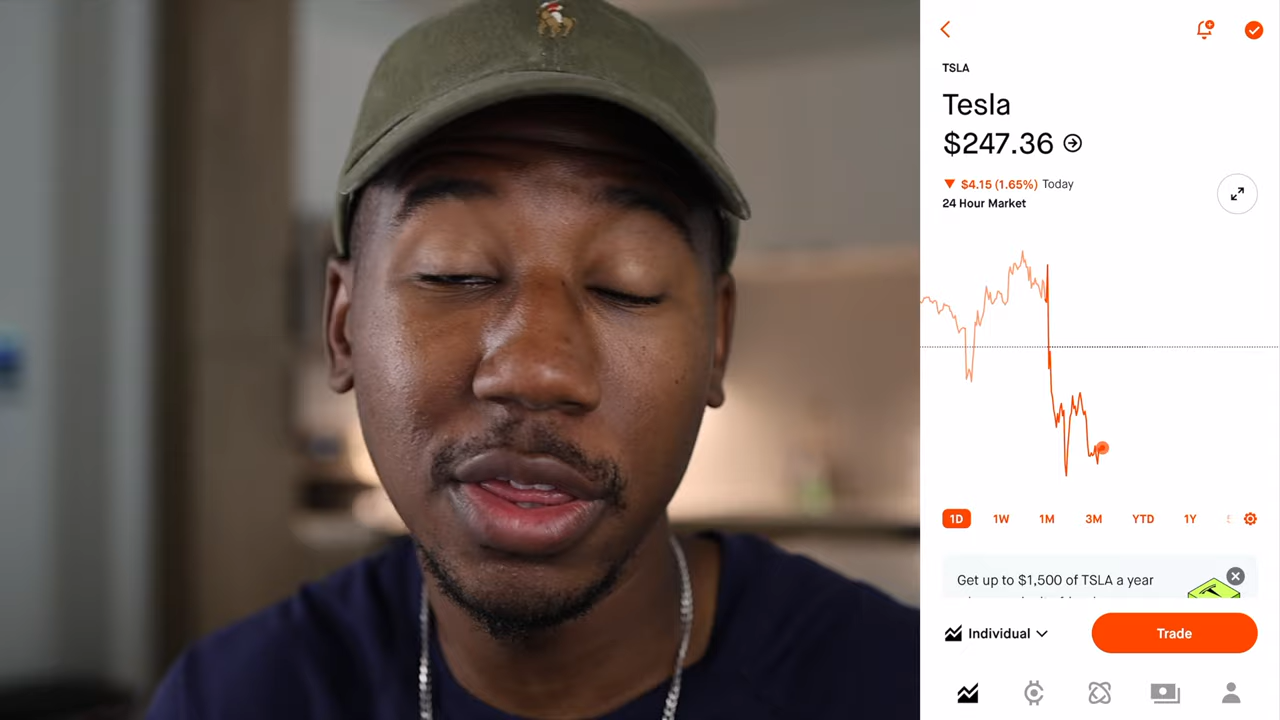 TSLA
Tesla
$247.36
$4.15 (1.65%) Today
24 Hour Market
1D 1W 1M 3M YTD 1Y
Get up to $1,500 of TSLA a year
Individual
Trade